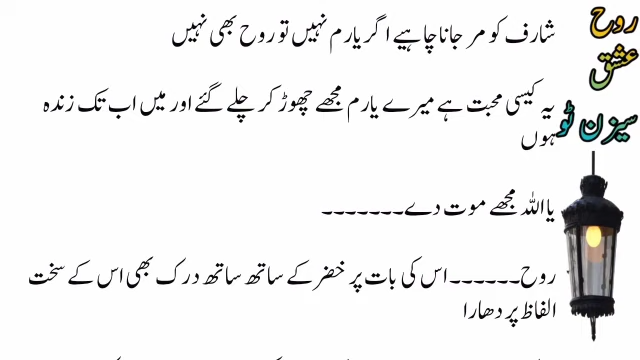 شارف کو مر جانا چاہیے اگر یارم نہیں تو روح بھی نہیں
یہ کیسی محبت ہے میرے یارم مجھے چھوڑ کر چلے گئے اور میں اب تک زندہ
ہوں
یااللہ مجھے موت دے۔۔۔۔۔۔۔
روح۔۔۔۔۔۔اس کی بات پر خضر کے ساتھ ساتھ درک بھی اس کے سخت
الفاظ پر دھارا
روح
عشق
سیزن ٹو